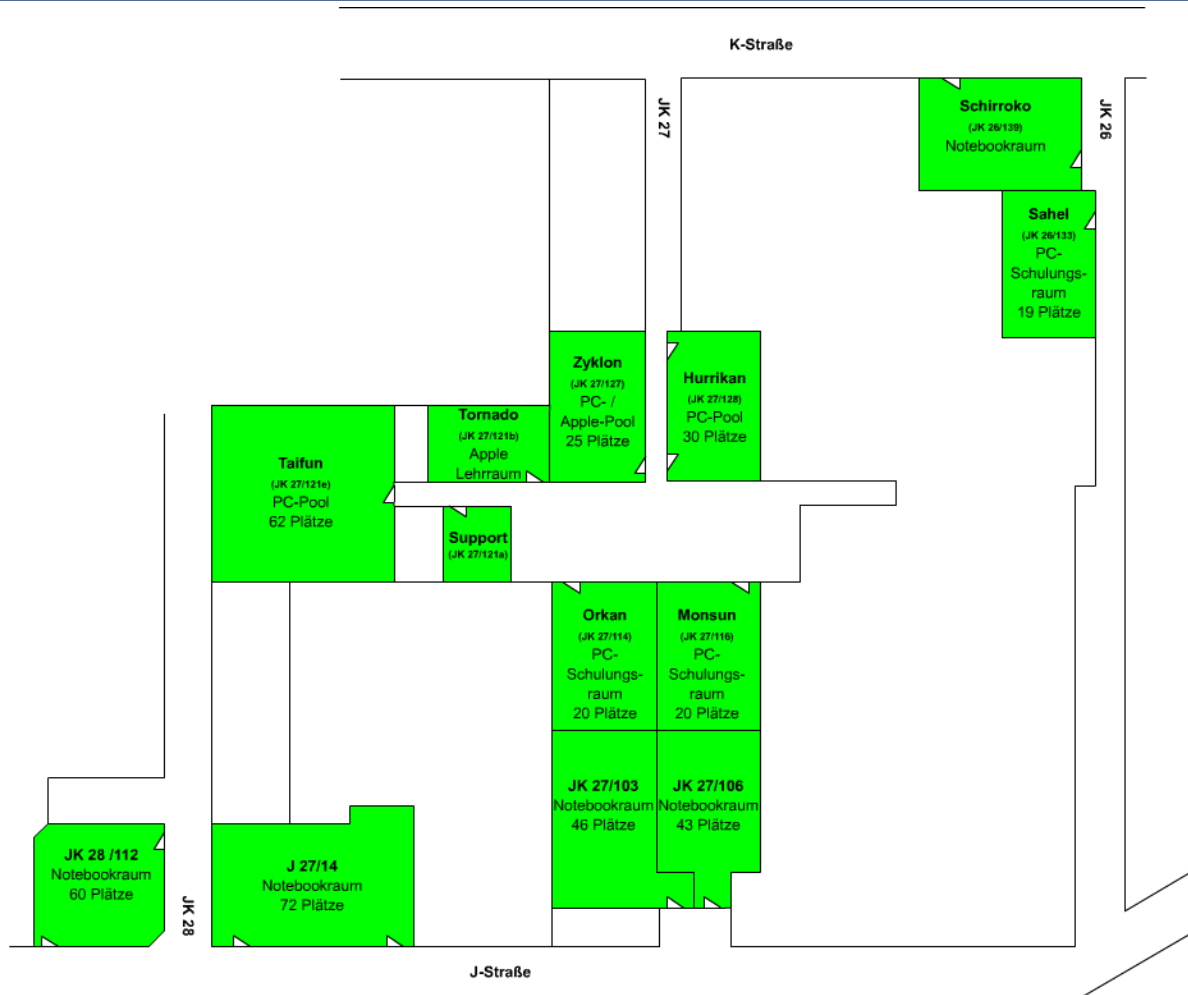 K-Straße
JK 27
JK 26
Schirroko
(JK 26/139)
Notebookraum
Sahel
(JK 26/133)
PC-
Schulungs-
raum
19 Plätze
Zyklon
(JK 27/127)
PC- /
Apple-Pool
25 Plätze
Hurrikan
(JK 27/128)
PC-Pool
30 Plätze
Tornado
(JK 27/121b)
Apple
Lehrraum
Taifun
(JK 27/121e)
PC-Pool
62 Plätze
Support
(JK 27/121a)
Orkan
(JK 27/114)
PC-
Schulungs-
raum
20 Plätze
Monsun
(JK 27/116)
PC-
Schulungs-
raum
20 Plätze
JK 27/103
Notebookraum
46 Plätze
JK 27/106
Notebookraum
43 Plätze
JK 28 /112
Notebookraum
60 Plätze
JK 28
J 27/14
Notebookraum
72 Plätze
J-Straße